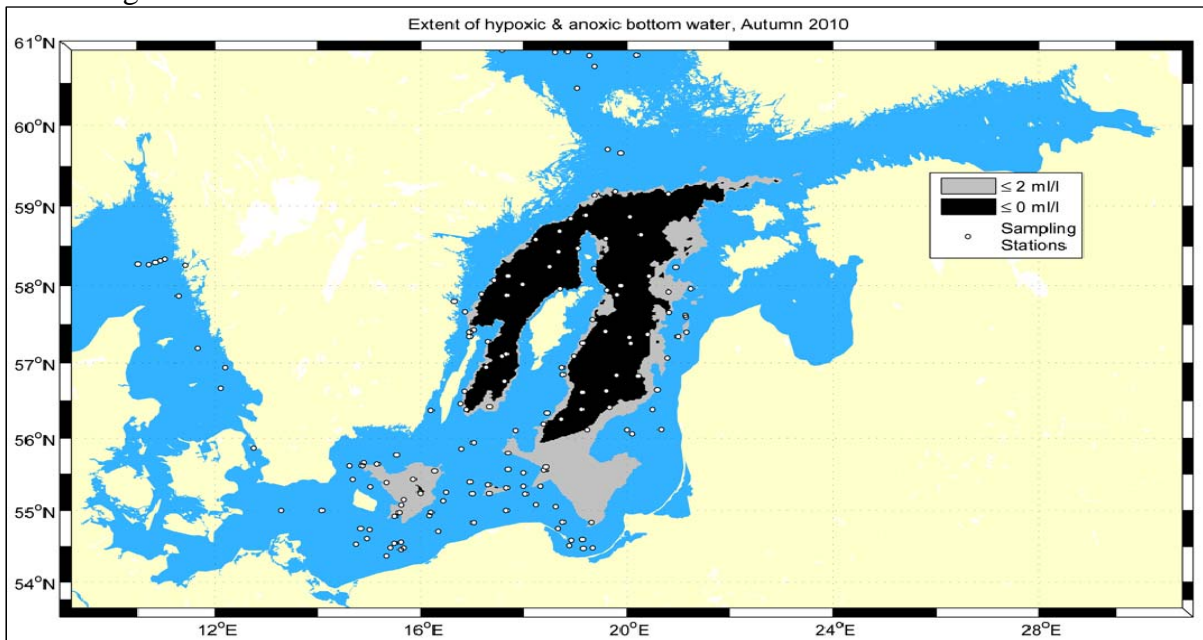 Extent of hypoxic & anoxic bottom water, Autumn 2010
61°N
60°N
59°N
58°N
57°N
56°N
55°N
54°N
≤ 2 ml/l
≤ 0 ml/l
Sampling
Stations
12°E
16°E
20°E
24°E
28°E